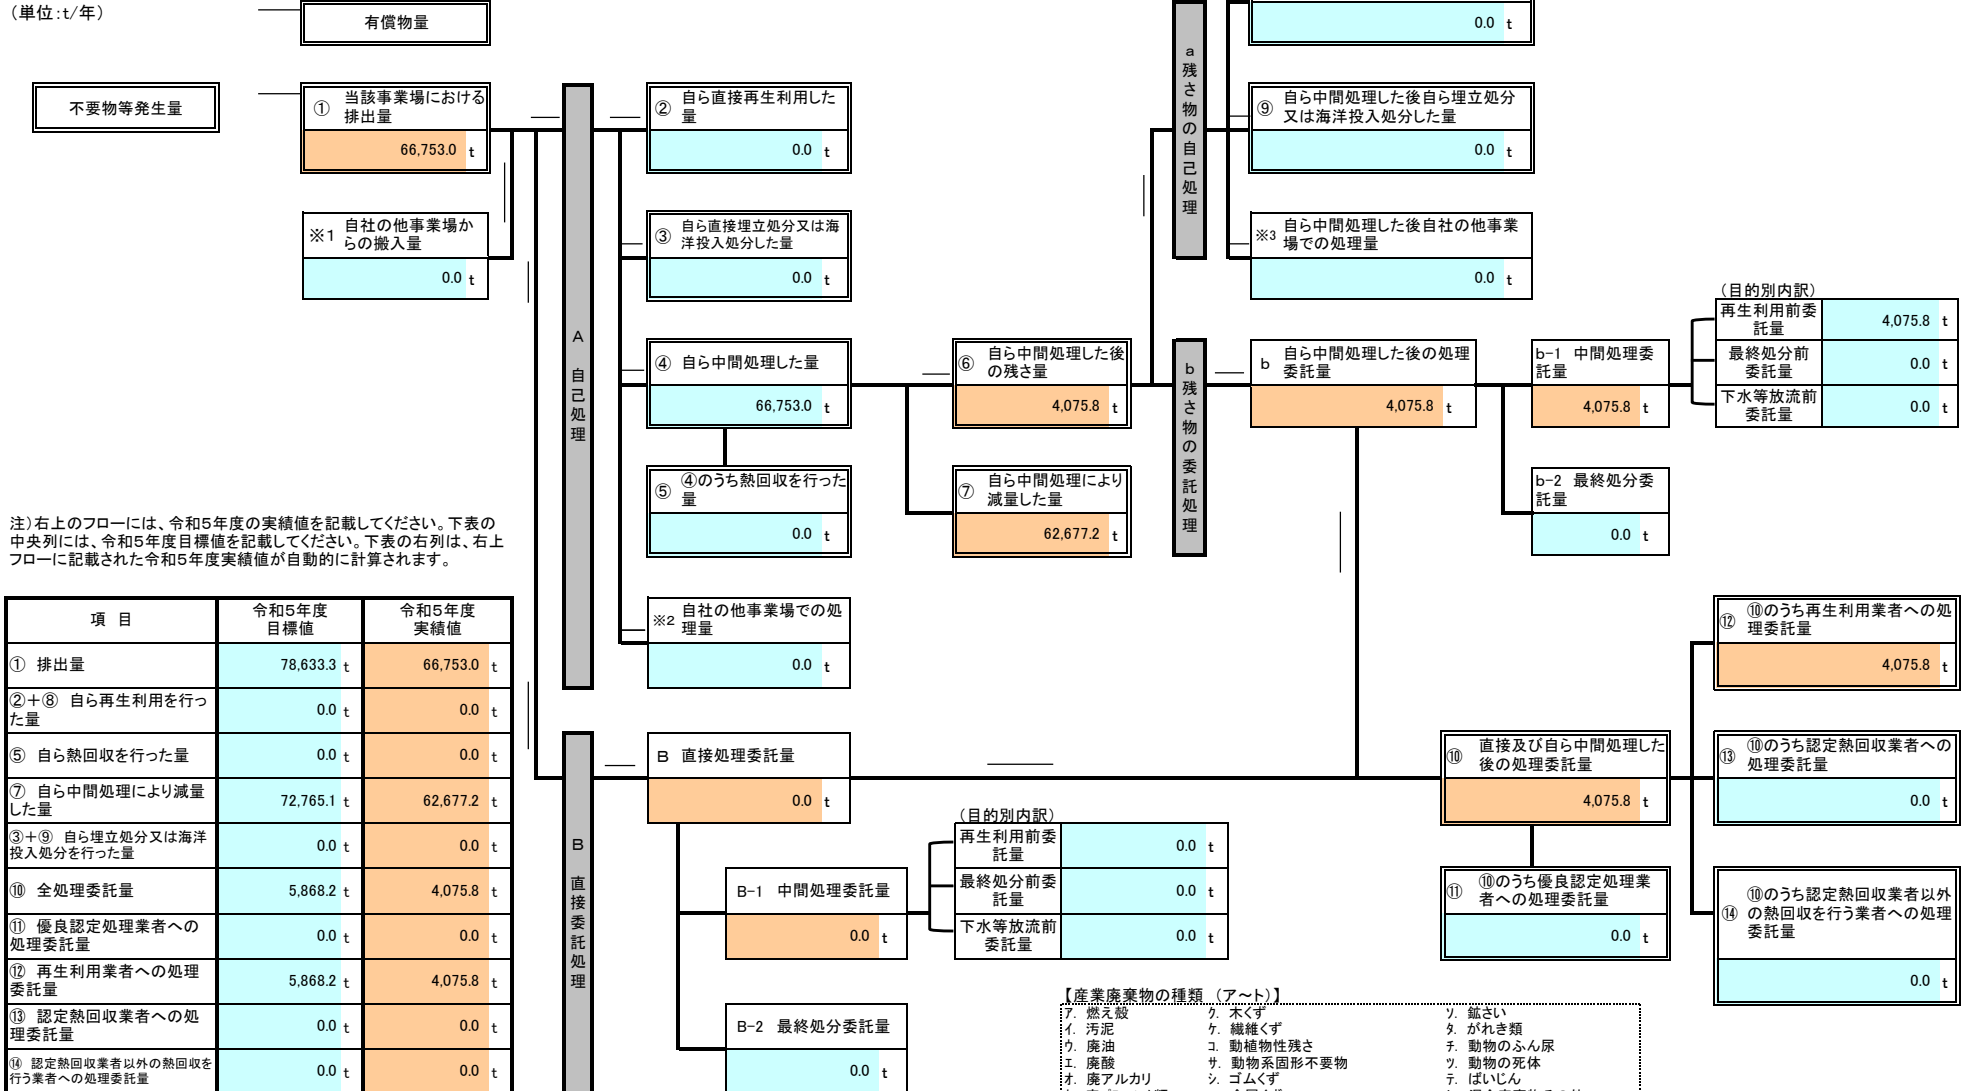 (単位:t/年)
有償物量
0.0 t
不要物等発生量
① 当該事業場における
排出量
66,753.0 t
※1 自社の他事業場か
らの搬入量
0.0 t
A 自己処理
② 自ら直接再生利用した
量
0.0 t
③ 自ら直接埋立処分又は海
洋投入処分した量
0.0 t
④ 自ら中間処理した量
66,753.0 t
⑤ ④のうち熱回収を行った
量
0.0 t
※2 自社の他事業場での処
理量
0.0 t
⑥ 自ら中間処理した後
の残さ量
4,075.8 t
⑦ 自ら中間処理により
減量した量
62,677.2 t
a 残さ物の自己処理
⑨ 自ら中間処理した後自ら埋立処分
又は海洋投入処分した量
0.0 t
※3 自ら中間処理した後自社の他事業
場での処理量
0.0 t
b 残さ物の委託処理
b 自ら中間処理した後の処理
委託量
4,075.8 t
b-1 中間処理委
託量
4,075.8 t
b-2 最終処分委
託量
0.0 t
(目的別内訳)
再生利用前委
託量
4,075.8 t
最終処分前
委託量
0.0 t
下水等放流前
委託量
0.0 t
注)右上のフローには、令和5年度の実績値を記載してください。下表の
中央列には、令和5年度目標値を記載してください。下表の右列は、右上
フローに記載された令和5年度実績値が自動的に計算されます。
項 目
令和5年度
目標値
令和5年度
実績値
① 排出量
78,633.3 t
66,753.0 t
②+⑧ 自ら再生利用を行っ
た量
0.0 t
0.0 t
⑤ 自ら熱回収を行った量
0.0 t
0.0 t
⑦ 自ら中間処理により減量
した量
72,765.1 t
62,677.2 t
③+⑨ 自ら埋立処分又は海洋
投入処分を行った量
0.0 t
0.0 t
⑩ 全処理委託量
5,868.2 t
4,075.8 t
⑪ 優良認定処理業者への
処理委託量
0.0 t
0.0 t
⑫ 再生利用業者への処理
委託量
5,868.2 t
4,075.8 t
⑬ 認定熱回収業者への処
理委託量
0.0 t
0.0 t
⑭ 認定熱回収業者以外の熱回収を
行う業者への処理委託量
0.0 t
0.0 t
B 直接委託処理
B 直接処理委託量
0.0 t
B-1 中間処理委託量
0.0 t
B-2 最終処分委託量
0.0 t
(目的別内訳)
再生利用前委
託量
0.0 t
最終処分前委
託量
0.0 t
下水等放流前
委託量
0.0 t
⑩ 直接及び自ら中間処理した
後の処理委託量
4,075.8 t
⑪ ⑩のうち優良認定処理業
者への処理委託量
0.0 t
⑫ ⑩のうち再生利用業者への処
理委託量
4,075.8 t
⑬ ⑩のうち認定熱回収業者への
処理委託量
0.0 t
⑭ ⑩のうち認定熱回収業者以外
の熱回収を行う業者への処理
委託量
0.0 t
【産業廃棄物の種類 (ア〜ト)】
ア. 燃え殻 ク. 木くず ソ. 鉱さい
イ. 汚泥 ケ. 繊維くず タ. がれき類
ウ. 廃油 コ. 動植物性残さ チ. 動物のふん尿
エ. 廃酸 サ. 動物系固形不要物 ツ. 動物の死体
オ. 廃アルカリ シ. ゴムくず テ. ばいじん